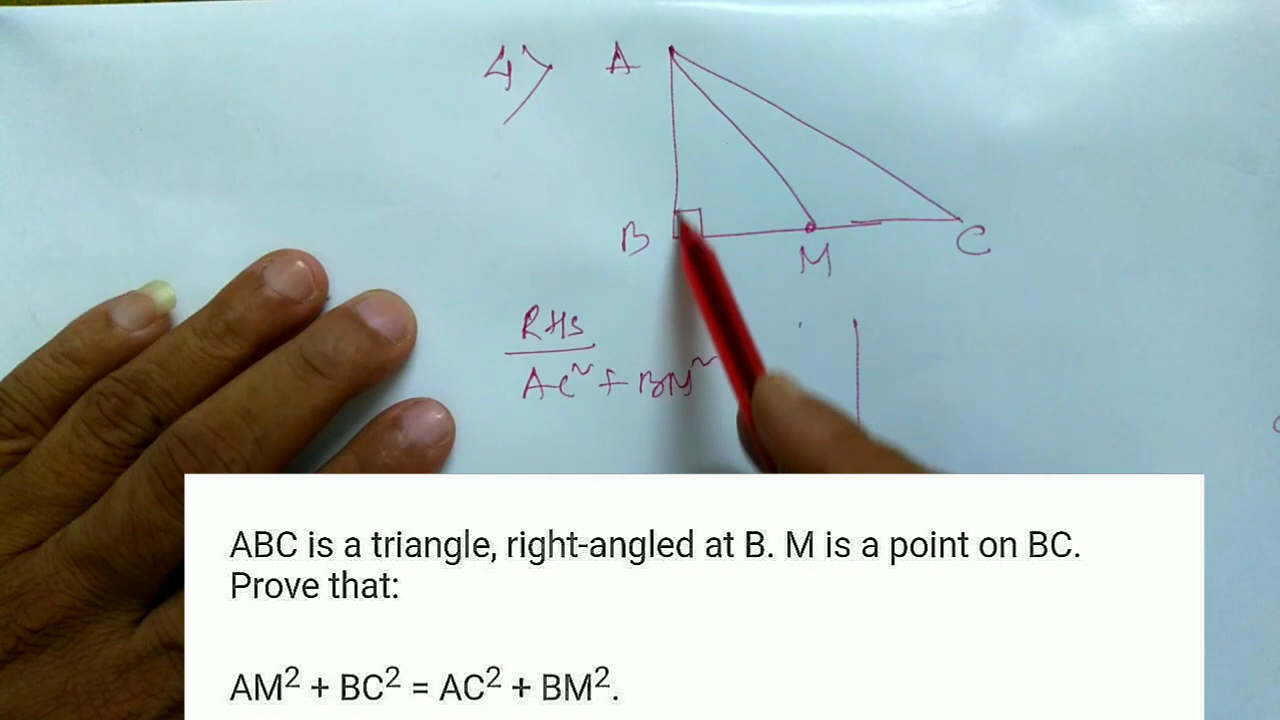 4) A
B M C
RHS
AC² + BM²
ABC is a triangle, right-angled at B. M is a point on BC.
Prove that:
AM² + BC² = AC² + BM².